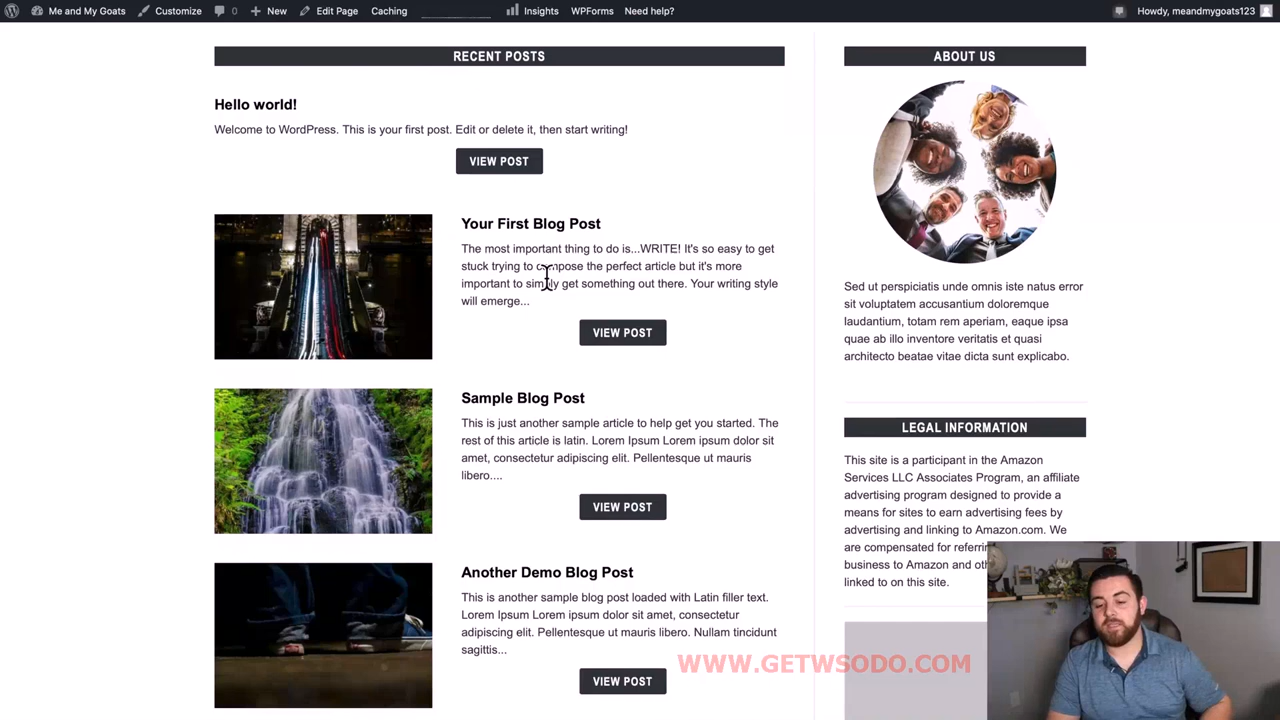 Me and My Goats Customize 0 New Edit Page Caching Insights WPForms Need help? Howdy, meandmygoats123
RECENT POSTS
Hello world!
Welcome to WordPress. This is your first post. Edit or delete it, then start writing!
VIEW POST
Your First Blog Post
The most important thing to do is...WRITE! It's so easy to get
stuck trying to compose the perfect article but it's more
important to simply get something out there. Your writing style
will emerge...
VIEW POST
Sample Blog Post
This is just another sample article to help get you started. The
rest of this article is latin. Lorem Ipsum Lorem ipsum dolor sit
amet, consectetur adipiscing elit. Pellentesque ut mauris
libero....
VIEW POST
Another Demo Blog Post
This is another sample blog post loaded with Latin filler text.
Lorem Ipsum Lorem ipsum dolor sit amet, consectetur
adipiscing elit. Pellentesque ut mauris libero. Nullam tincidunt
sagittis...
VIEW POST
ABOUT US
Sed ut perspiciatis unde omnis iste natus error
sit voluptatem accusantium doloremque
laudantium, totam rem aperiam, eaque ipsa
quae ab illo inventore veritatis et quasi
architecto beatae vitae dicta sunt explicabo.
LEGAL INFORMATION
This site is a participant in the Amazon
Services LLC Associates Program, an affiliate
advertising program designed to provide a
means for sites to earn advertising fees by
advertising and linking to Amazon.com. We
are compensated for
business to Amazon and
linked to on this site.
WWW.GETWSODO.COM